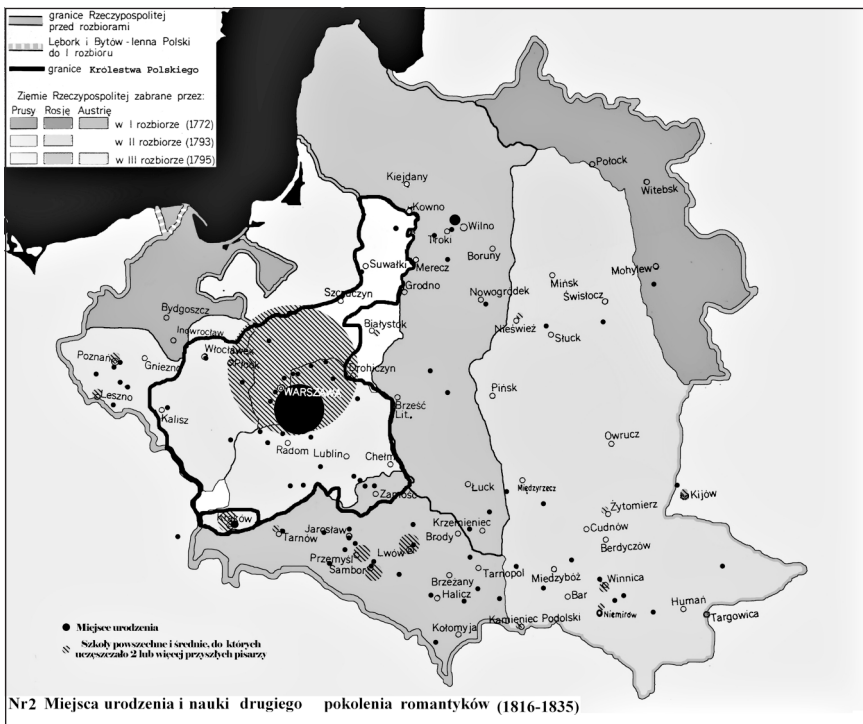 granice Rzeczypospolitej
przed rozbiorami
Lębork i Bytów - lenna Polski
do I rozbioru
granice Królestwa Polskiego
Ziemie Rzeczypospolitej zabrane przez:
Prusy Rosję Austrię
w I rozbiorze (1772)
w II rozbiorze (1793)
w III rozbiorze (1795)
Połock
Witebsk
Kiejdany
Kowno
Wilno
Troki
Boruny
Suwałki
Merecz
Mińsk
Mohylew
Grodno
Nowogródek
Świsłocz
Szczuczyn
Bydgoszcz
Białystok
Nieśwież
Słuck
Inowrocław
Poznań
Gniezno
Włocławek
Płock
Drohiczyn
WARSZAWA
Pińsk
Leszno
Kalisz
Brześć
Lit.
Owrucz
Radom
Lublin
Chełm
Zamość
Łuck
Międzyrzecz
Kijów
Żytomierz
Kraków
Tarnów
Jarosław
Krzemieniec
Cudnów
Brody
Berdyczów
Przemyśl
Lwów
Sambor
Brzeżany
Tarnopol
Międzybóż
Winnica
Halicz
Bar
Humań
Kołomyja
Kamieniec Podolski
Niemirów
Targowica
Miejsce urodzenia
Szkoły powszechne i średnie, do których
uczęszczało 2 lub więcej przyszłych pisarzy
Nr2 Miejsca urodzenia i nauki drugiego pokolenia romantyków (1816-1835)